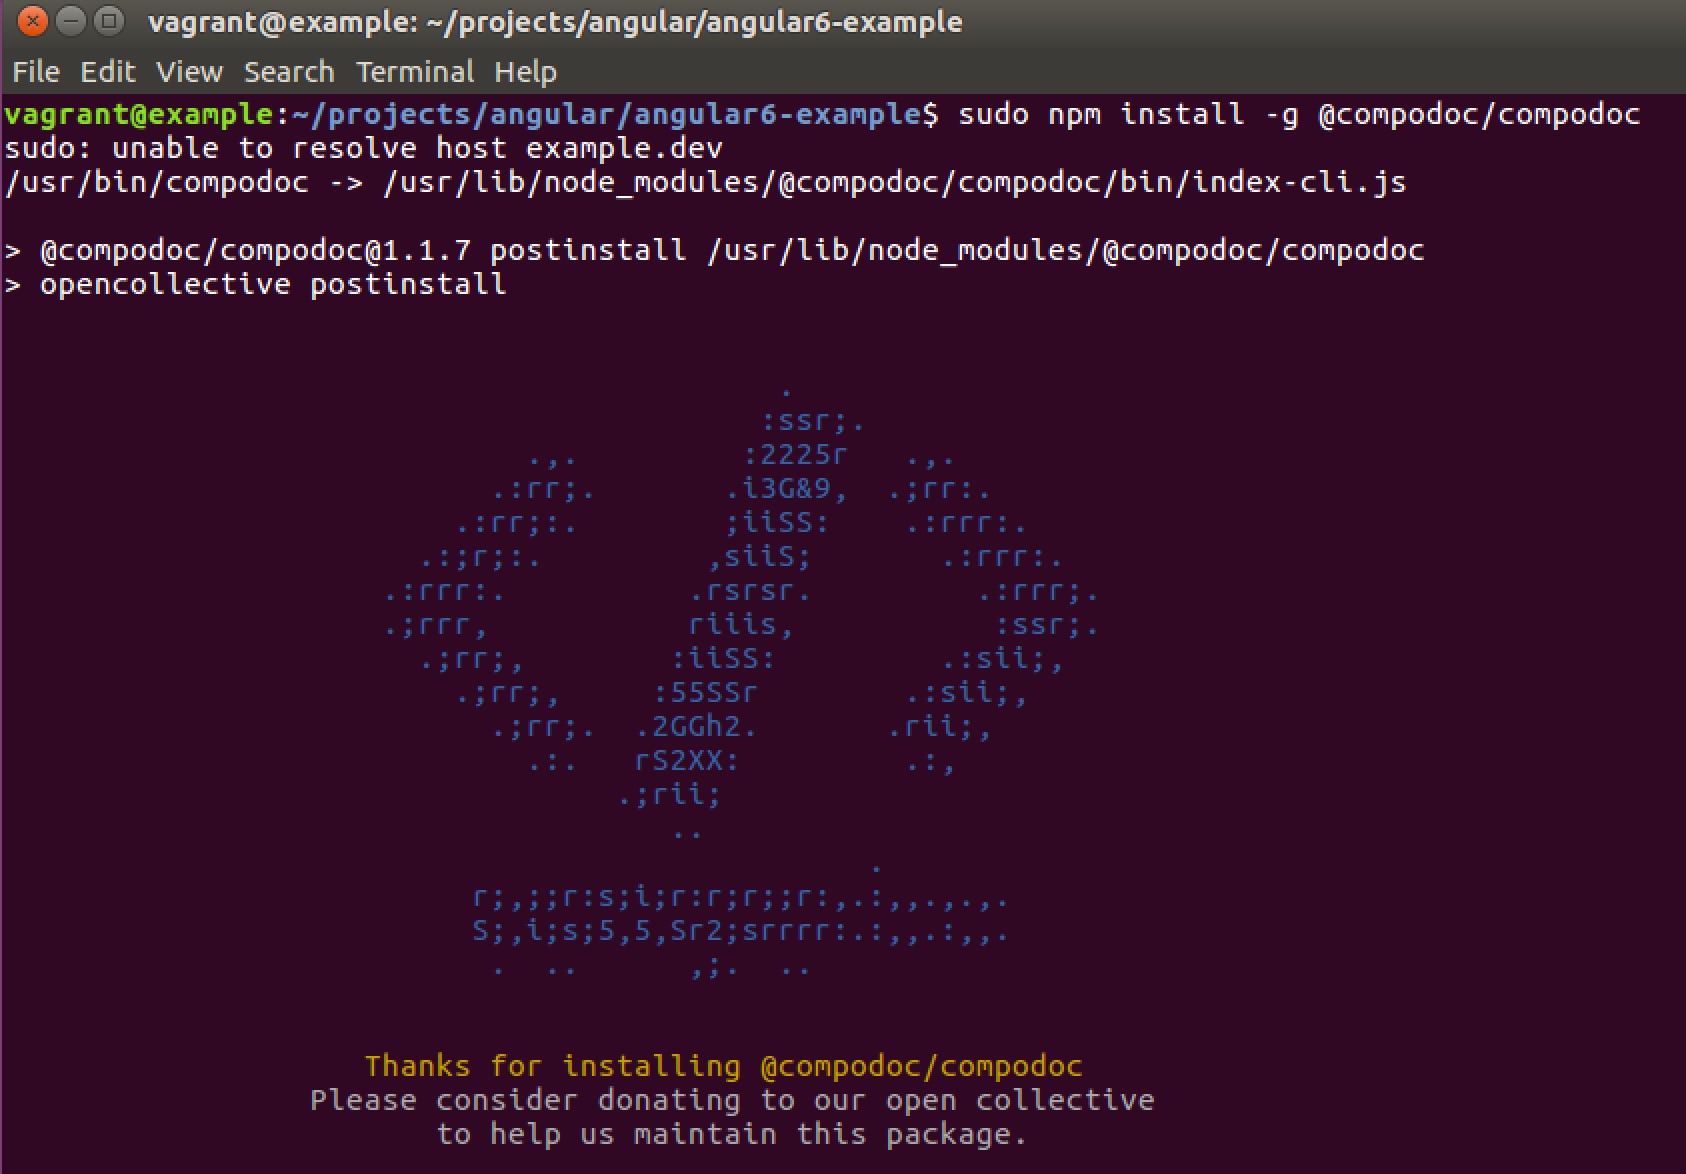 vagrant@example: ~/projects/angular/angular6-example
File Edit View Search Terminal Help
vagrant@example:~/projects/angular/angular6-example$ sudo npm install -g @compodoc/compodoc
sudo: unable to resolve host example.dev
/usr/bin/compodoc -> /usr/lib/node_modules/@compodoc/compodoc/bin/index-cli.js
> @compodoc/compodoc@1.1.7 postinstall /usr/lib/node_modules/@compodoc/compodoc
> opencollective postinstall
.
:ssr;.
.,. :2225r .,.
.:rr;. .i3G&9, .;rr:.
.:rr;:. ;iiSS: .:rrr:.
.:;r;:. ,siiS; .:rrr:.
.:rrr:. .rsrsr. .:rrr;.
.;rrr, riiis, :ssr;.
.;rr;, :iiSS: .:sii;,
.;rr;, :55SSr .:sii;,
.;rr;. .2GGh2. .rii;,
.:. rS2XX: .:,
.;rii;
..
.
r;,;;r:s;i;r:r;r;;r:,.:,,.,.,.
S;,i;s;5,5,Sr2;srrrr:.:,,.:,,.
. .. ,;. ..
Thanks for installing @compodoc/compodoc
Please consider donating to our open collective
to help us maintain this package.